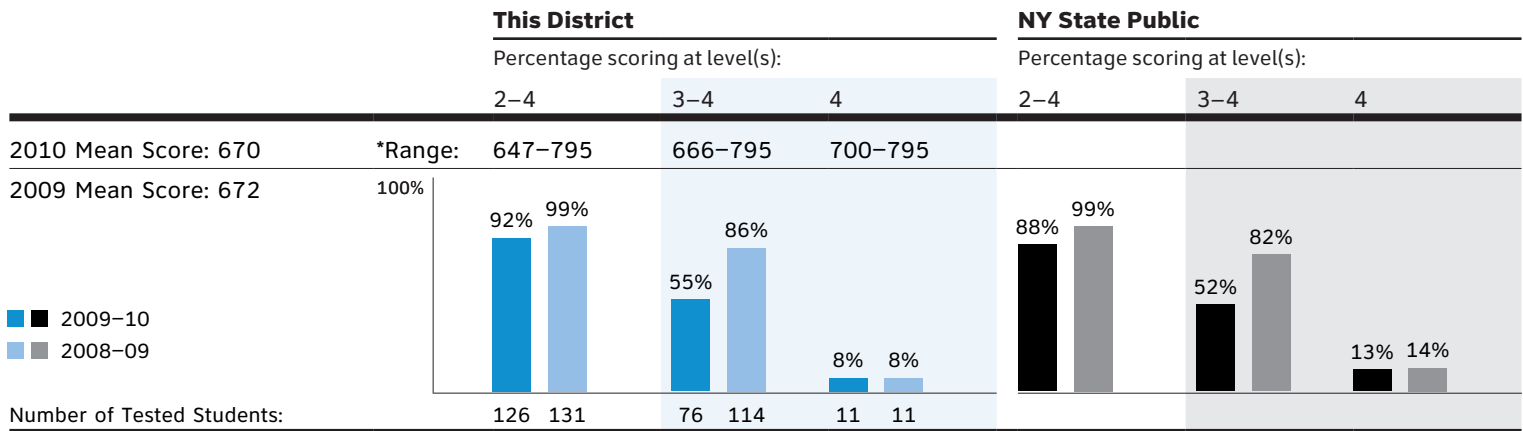 This District NY State Public
Percentage scoring at level(s): Percentage scoring at level(s):
2–4 3–4 4 2–4 3–4 4
2010 Mean Score: 670 *Range: 647–795 666–795 700–795
2009 Mean Score: 672 100%
92% 99% 86% 88% 99% 82%
55% 52%
8% 8% 13% 14%
2009–10
2008–09
Number of Tested Students: 126 131 76 114 11 11